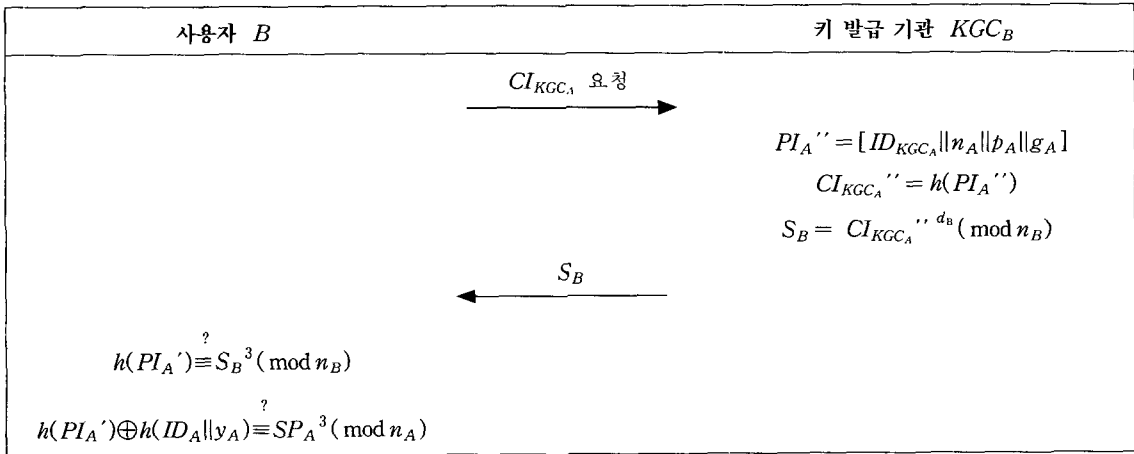 사용자 B 키 발급 기관 KGC_B
CI_{KGC_A} 요청
PI_A'' = [ID_{KGC_A}||n_A||p_A||g_A]
CI_{KGC_A}'' = h(PI_A'')
S_B = CI_{KGC_A}''^{d_B} (mod n_B)
S_B
h(PI_A') ≡^? S_B^3 (mod n_B)
h(PI_A')⊕h(ID_A||y_A) ≡^? SP_A^3 (mod n_A)